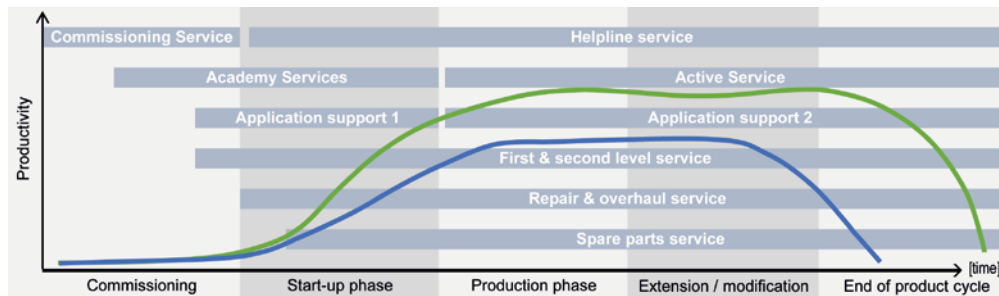 Commissioning Service
Helpline service
Academy Services
Active Service
Application support 1
Application support 2
First & second level service
Repair & overhaul service
Spare parts service
Productivity
[time]
Commissioning
Start-up phase
Production phase
Extension / modification
End of product cycle